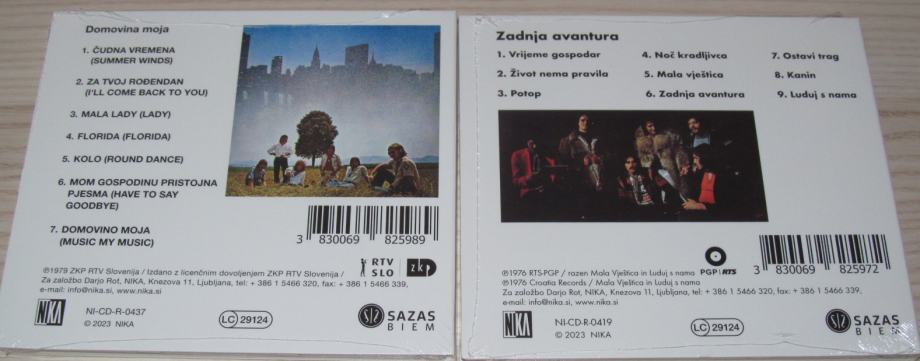 Domovina moja
1. ČUDNA VREMENA
(SUMMER WINDS)
2. ZA TVOJ ROĐENDAN
(I'LL COME BACK TO YOU)
3. MALA LADY (LADY)
4. FLORIDA (FLORIDA)
5. KOLO (ROUND DANCE)
6. MOM GOSPODINU PRISTOJNA
PJESMA (HAVE TO SAY
GOODBYE)
7. DOMOVINO MOJA
(MUSIC MY MUSIC)
3 830069 825989
℗1979 ZKP RTV Slovenija / Izdano z licenčnim dovoljenjem ZKP RTV Slovenija /
Za založbo Darjo Rot, NIKA, Knezova 11, Ljubljana, tel: + 386 1 5466 320, fax: + 386 1 5466 339,
e-mail: info@nika.si, www.nika.si
RTV
SLO
ZKP
NIKA
NI-CD-R-0437
© 2023 NIKA
LC 29124
SAZAS
BIEM
Zadnja avantura
1. Vrijeme gospodar
2. Život nema pravila
3. Potop
4. Noč kradljivca
5. Mala vještica
6. Zadnja avantura
7. Ostavi trag
8. Kanin
9. Luduj s nama
PGP RTS
3 830069 825972
℗1976 RTS-PGP / razen Mala Vještica in Luduj s nama
℗1976 Croatia Records / Mala Vještica in Luduj s nama
Za založbo Darjo Rot, NIKA, Knezova 11, Ljubljana, tel: + 386 1 5466 320, fax: + 386 1 5466 339,
e-mail: info@nika.si, www.nika.si
NIKA
NI-CD-R-0419
© 2023 NIKA
LC 29124
SAZAS
BIEM